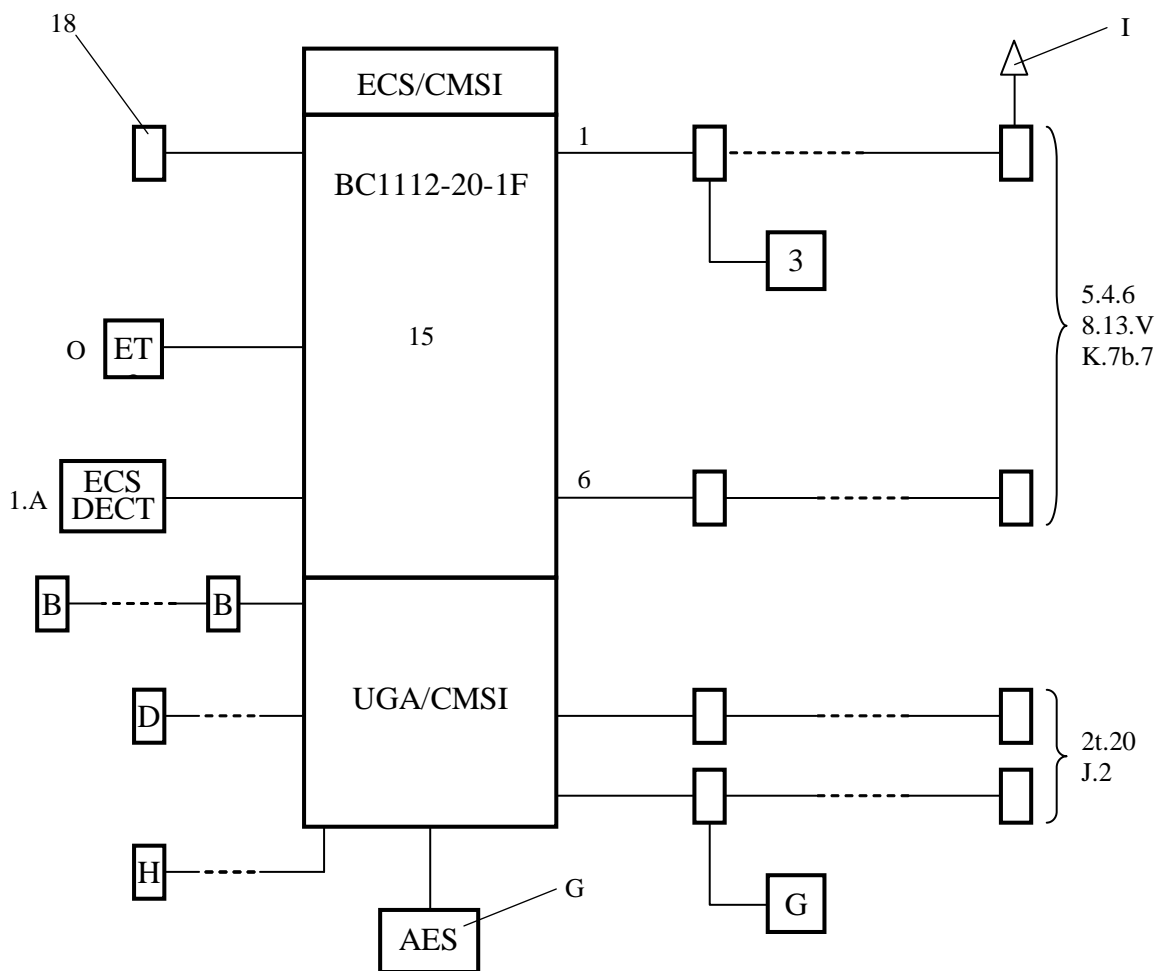 18
I
ECS/CMSI
1
BC1112-20-1F
3
5.4.6
8.13.V
K.7b.7
15
O
ET
ECS
DECT
1.A
6
B
B
UGA/CMSI
D
2t.20
J.2
H
G
G
AES